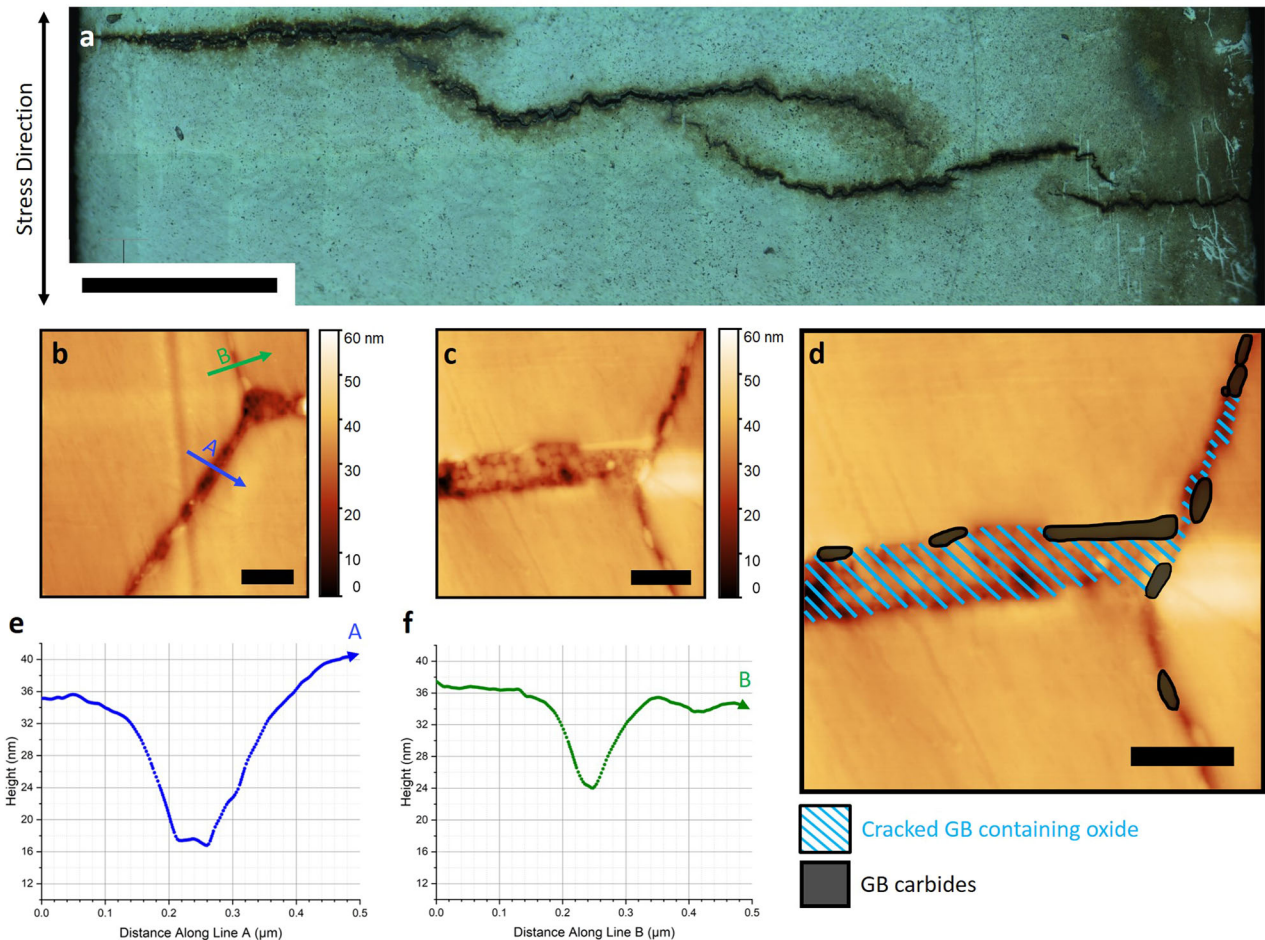 Stress Direction
a
b
B
A
60 nm
50
40
30
20
10
0
c
60 nm
50
40
30
20
10
0
d
e
A
40
36
32
28
24
20
16
12
Height (nm)
0.0 0.1 0.2 0.3 0.4 0.5
Distance Along Line A (µm)
f
B
40
36
32
28
24
20
16
12
Height (nm)
0.0 0.1 0.2 0.3 0.4 0.5
Distance Along Line B (µm)
Cracked GB containing oxide
GB carbides